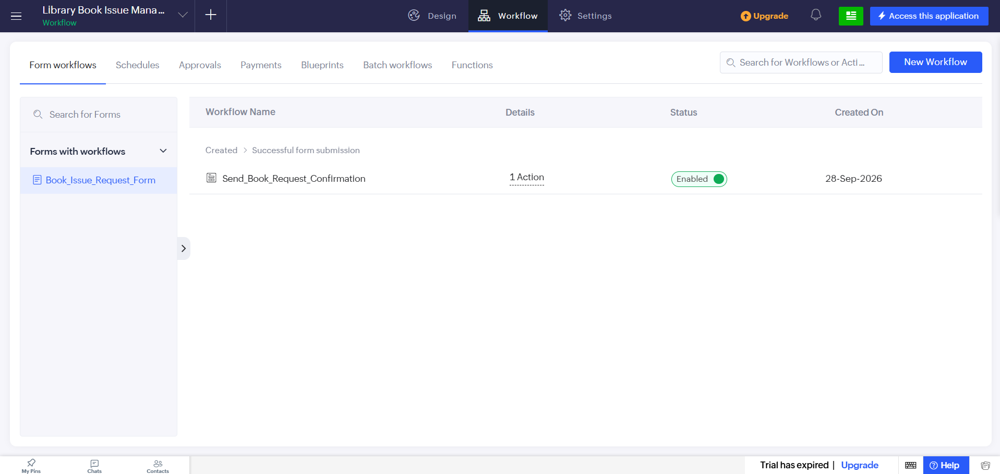 Library Book Issue Mana...
Workflow
Design
Workflow
Settings
Upgrade
Access this application
Form workflows
Schedules
Approvals
Payments
Blueprints
Batch workflows
Functions
Search for Workflows or Acti...
New Workflow
Search for Forms
Forms with workflows
Book_Issue_Request_Form
Workflow Name
Details
Status
Created On
Created > Successful form submission
Send_Book_Request_Confirmation
1 Action
Enabled
28-Sep-2026
My Pins
Chats
Contacts
Trial has expired | Upgrade
Help